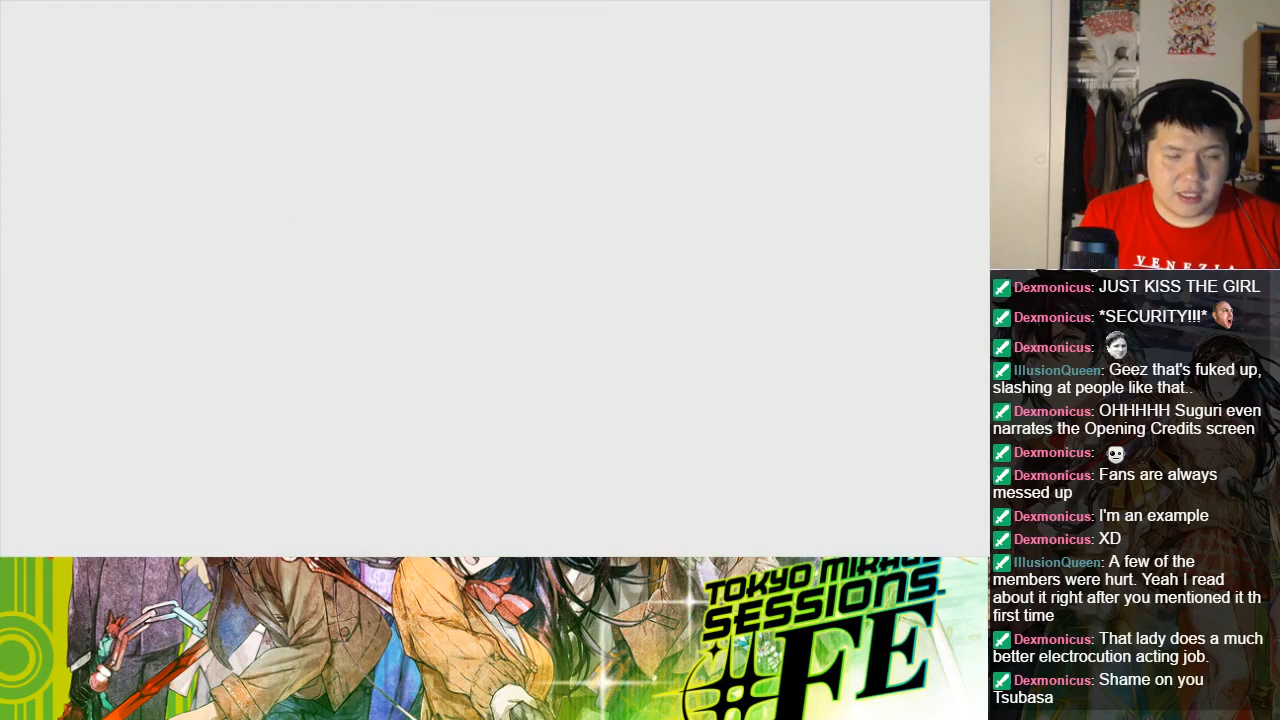 VENEZIA
Dexmonicus: JUST KISS THE GIRL
Dexmonicus: *SECURITY!!!*
Dexmonicus:
IllusionQueen: Geez that's fuked up,
slashing at people like that..
Dexmonicus: OHHHHH Suguri even
narrates the Opening Credits screen
Dexmonicus:
Dexmonicus: Fans are always
messed up
Dexmonicus: I'm an example
Dexmonicus: XD
IllusionQueen: A few of the
members were hurt. Yeah I read
about it right after you mentioned it th
first time
Dexmonicus: That lady does a much
better electrocution acting job.
Dexmonicus: Shame on you
Tsubasa
TOKYO MIRAGE
SESSIONS
#FE